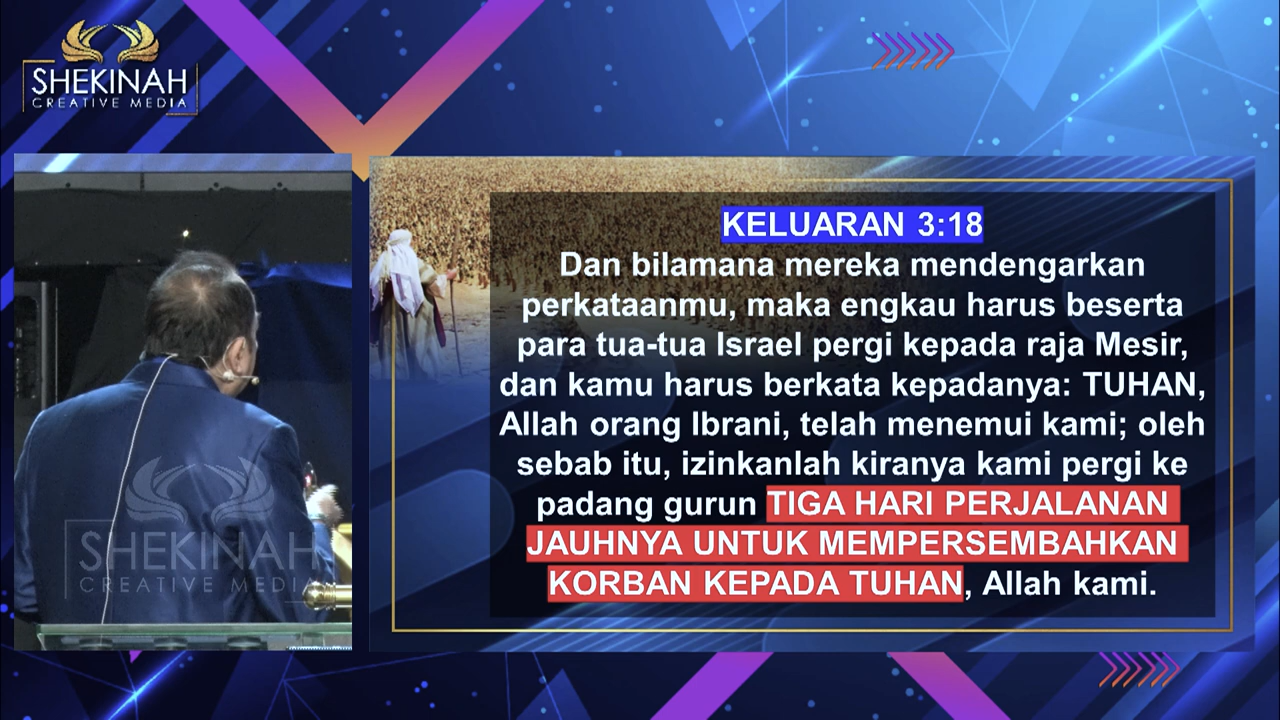 SHEKINAH
CREATIVE MEDIA
KELUARAN 3:18
Dan bilamana mereka mendengarkan
perkataanmu, maka engkau harus beserta
para tua-tua Israel pergi kepada raja Mesir,
dan kamu harus berkata kepadanya: TUHAN,
Allah orang Ibrani, telah menemui kami; oleh
sebab itu, izinkanlah kiranya kami pergi ke
padang gurun TIGA HARI PERJALANAN
JAUHNYA UNTUK MEMPERSEMBAHKAN
KORBAN KEPADA TUHAN, Allah kami.
SHEKINAH
CREATIVE MEDIA